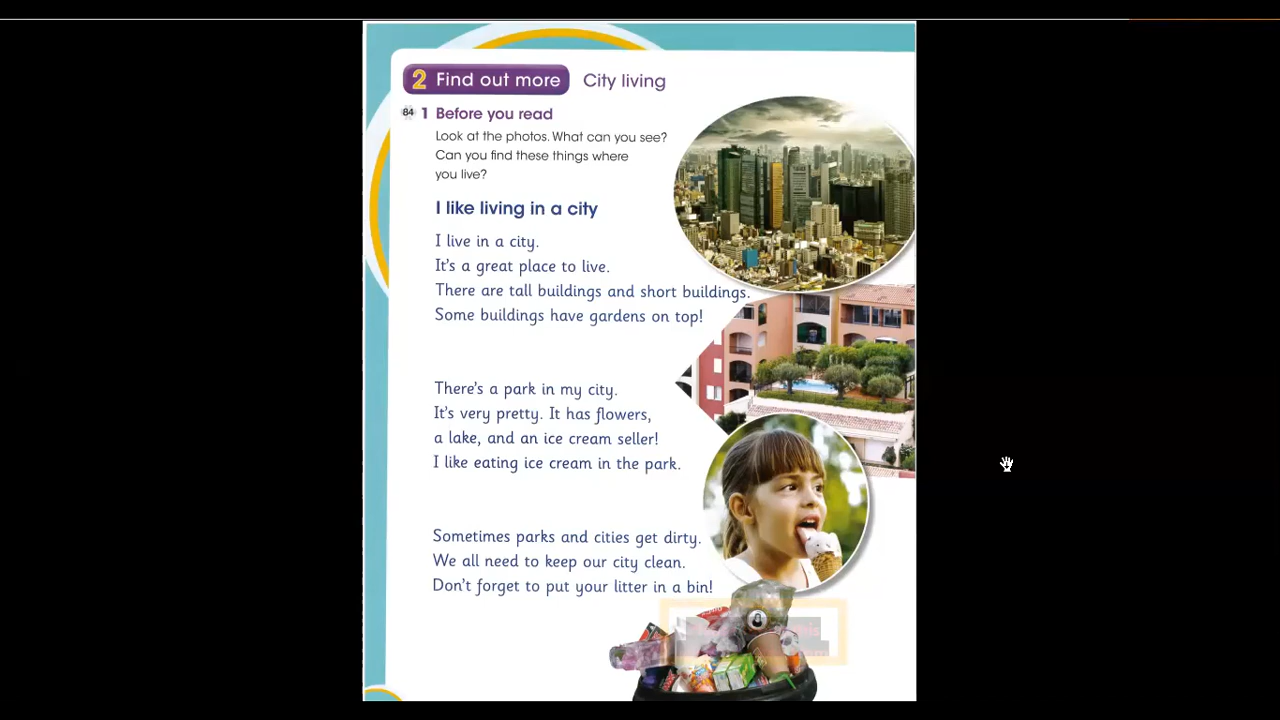 2 Find out more City living
84 1 Before you read
Look at the photos. What can you see?
Can you find these things where
you live?
I like living in a city
I live in a city.
It's a great place to live.
There are tall buildings and short buildings.
Some buildings have gardens on top!
There's a park in my city.
It's very pretty. It has flowers,
a lake, and an ice cream seller!
I like eating ice cream in the park.
Sometimes parks and cities get dirty.
We all need to keep our city clean.
Don't forget to put your litter in a bin!